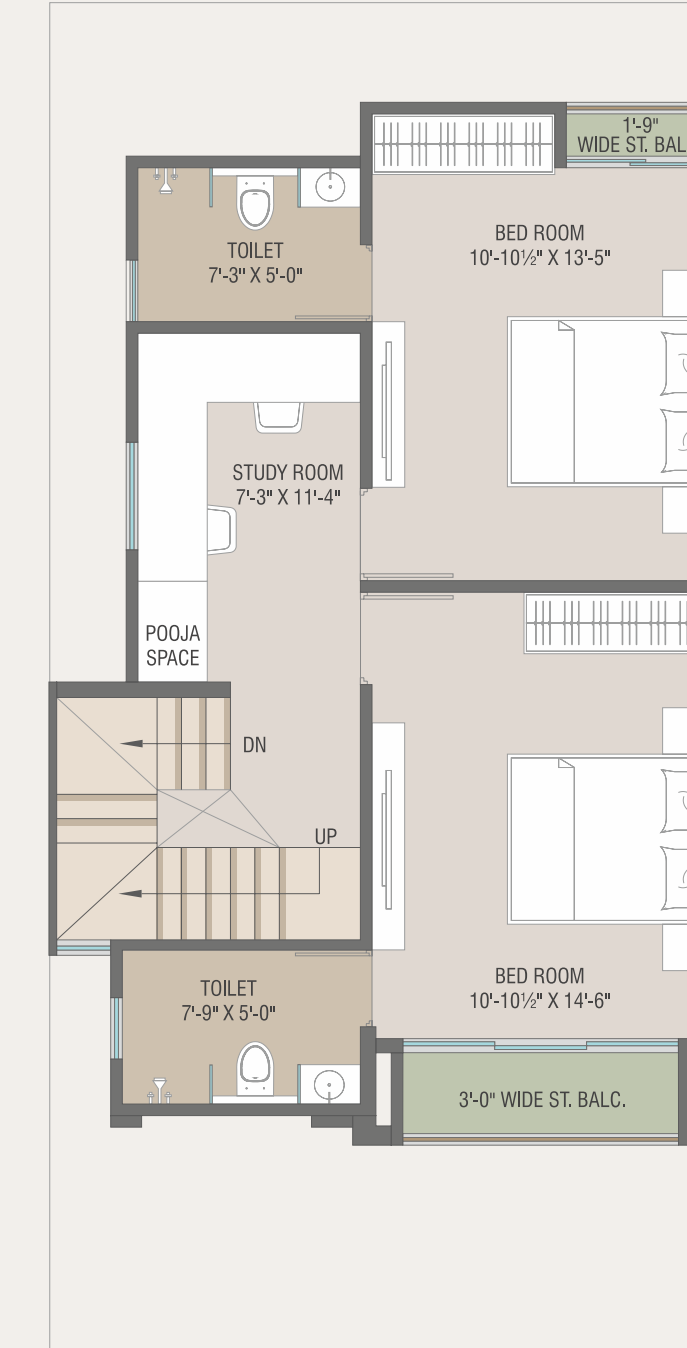 1'-9"
WIDE ST. BAL
BED ROOM
10'-10½" X 13'-5"
TOILET
7'-3" X 5'-0"
STUDY ROOM
7'-3" X 11'-4"
POOJA
SPACE
DN
UP
TOILET
7'-9" X 5'-0"
BED ROOM
10'-10½" X 14'-6"
3'-0" WIDE ST. BALC.